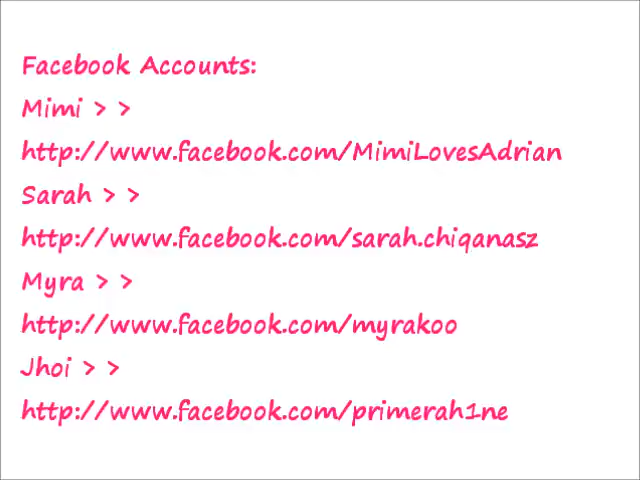 Facebook Accounts:
Mimi > >
http://www.facebook.com/MimiLovesAdrian
Sarah > >
http://www.facebook.com/sarah.chiqanasz
Myra > >
http://www.facebook.com/myrakoo
Jhoi > >
http://www.facebook.com/primerah1ne